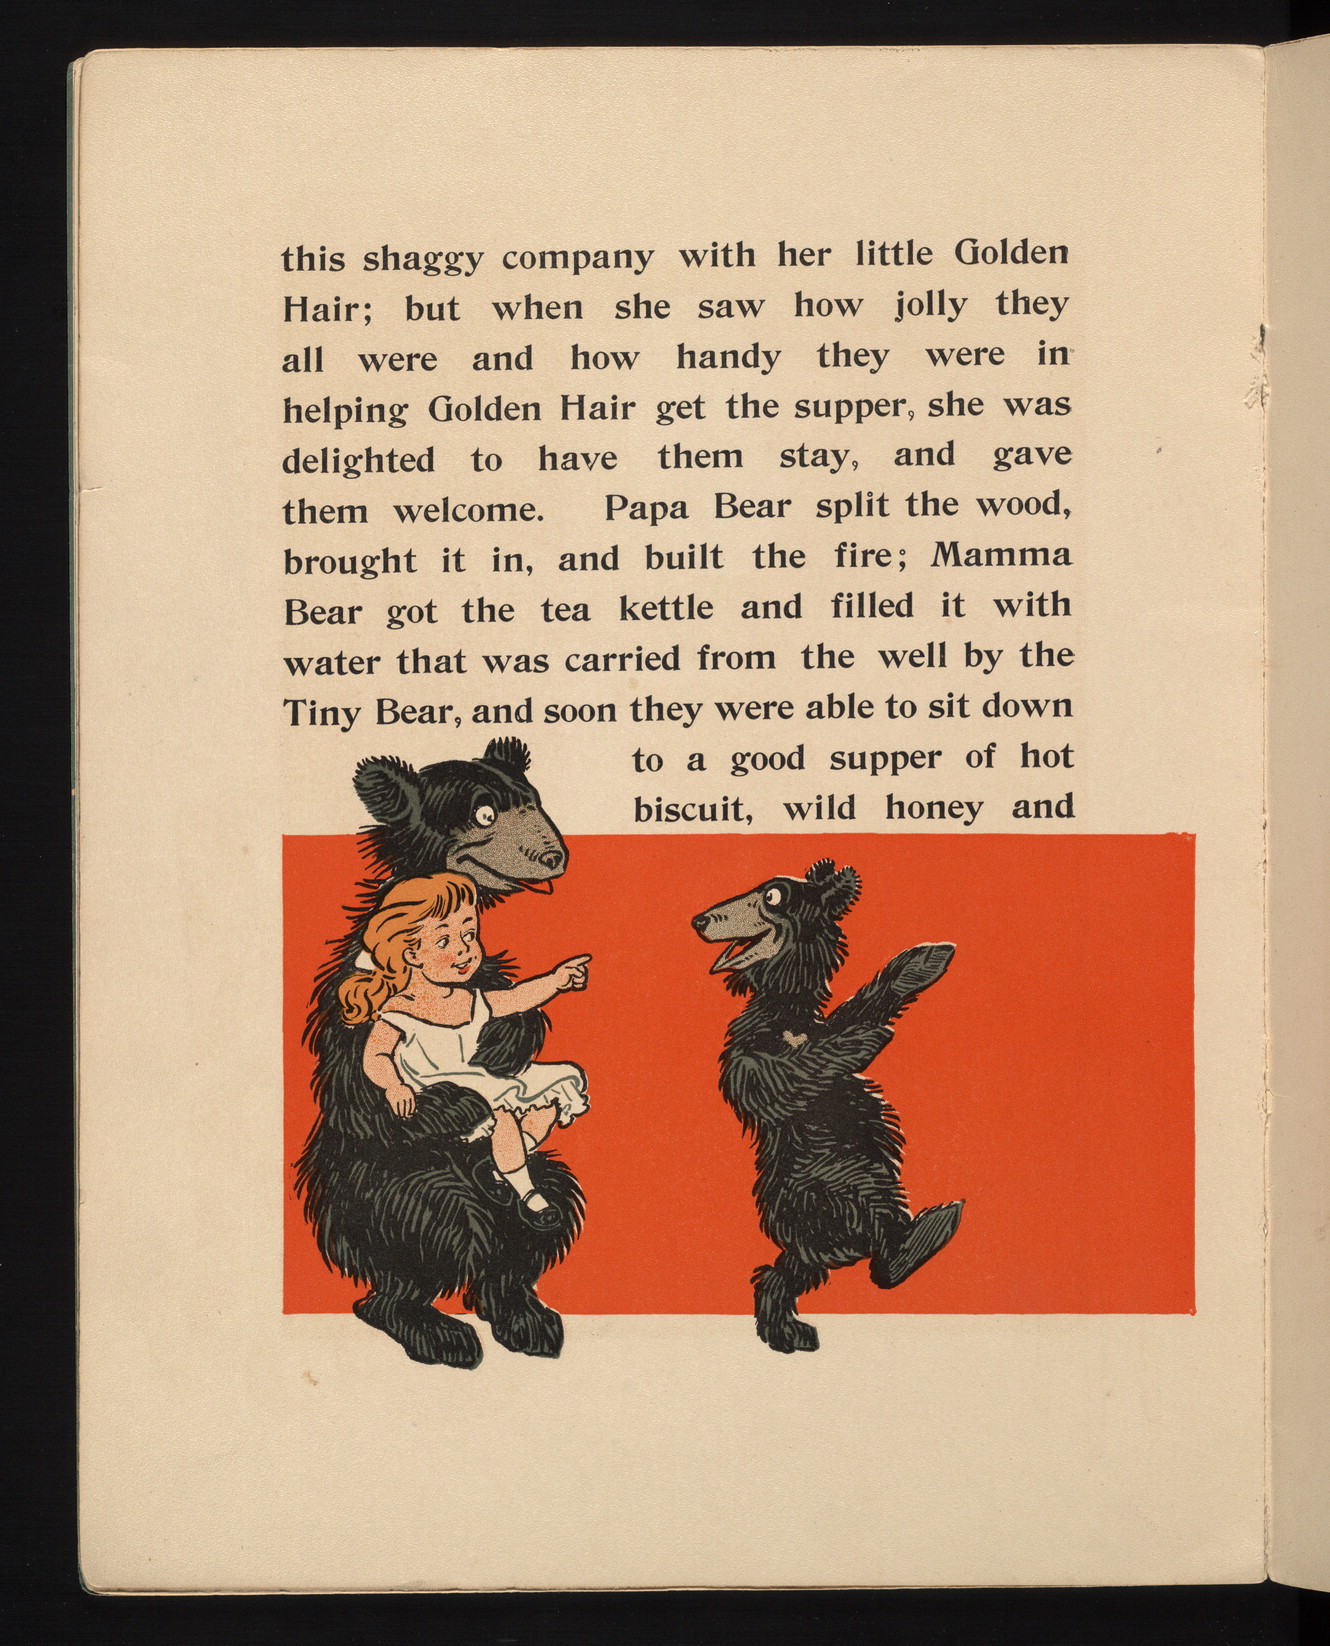 this shaggy company with her little Golden
Hair; but when she saw how jolly they
all were and how handy they were in
helping Golden Hair get the supper, she was
delighted to have them stay, and gave
them welcome. Papa Bear split the wood,
brought it in, and built the fire; Mamma
Bear got the tea kettle and filled it with
water that was carried from the well by the
Tiny Bear, and soon they were able to sit down
to a good supper of hot
biscuit, wild honey and